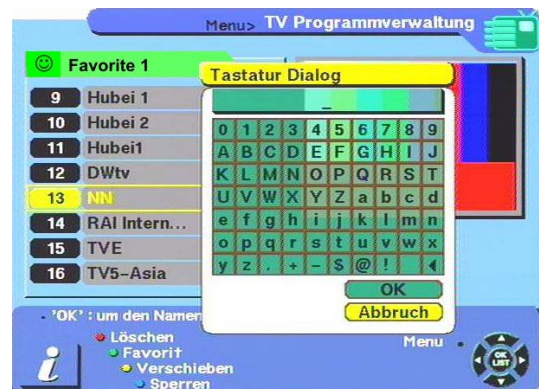 Menu> TV Programmverwaltung
Favorite 1
9 Hubei 1
10 Hubei 2
11 Hubei1
12 DWtv
13 NN
14 RAI Intern...
15 TVE
16 TV5-Asia
Tastatur Dialog
_
0 1 2 3 4 5 6 7 8 9
A B C D E F G H I J
K L M N O P Q R S T
U V W X Y Z a b c d
e f g h i j k l m n
o p q r s t u v w x
y z . + - $ @ !
OK
Abbruch
'OK' : um den Namen
Löschen
Favorit
Verschieben
Sperren
Menu
OK
LIST
i